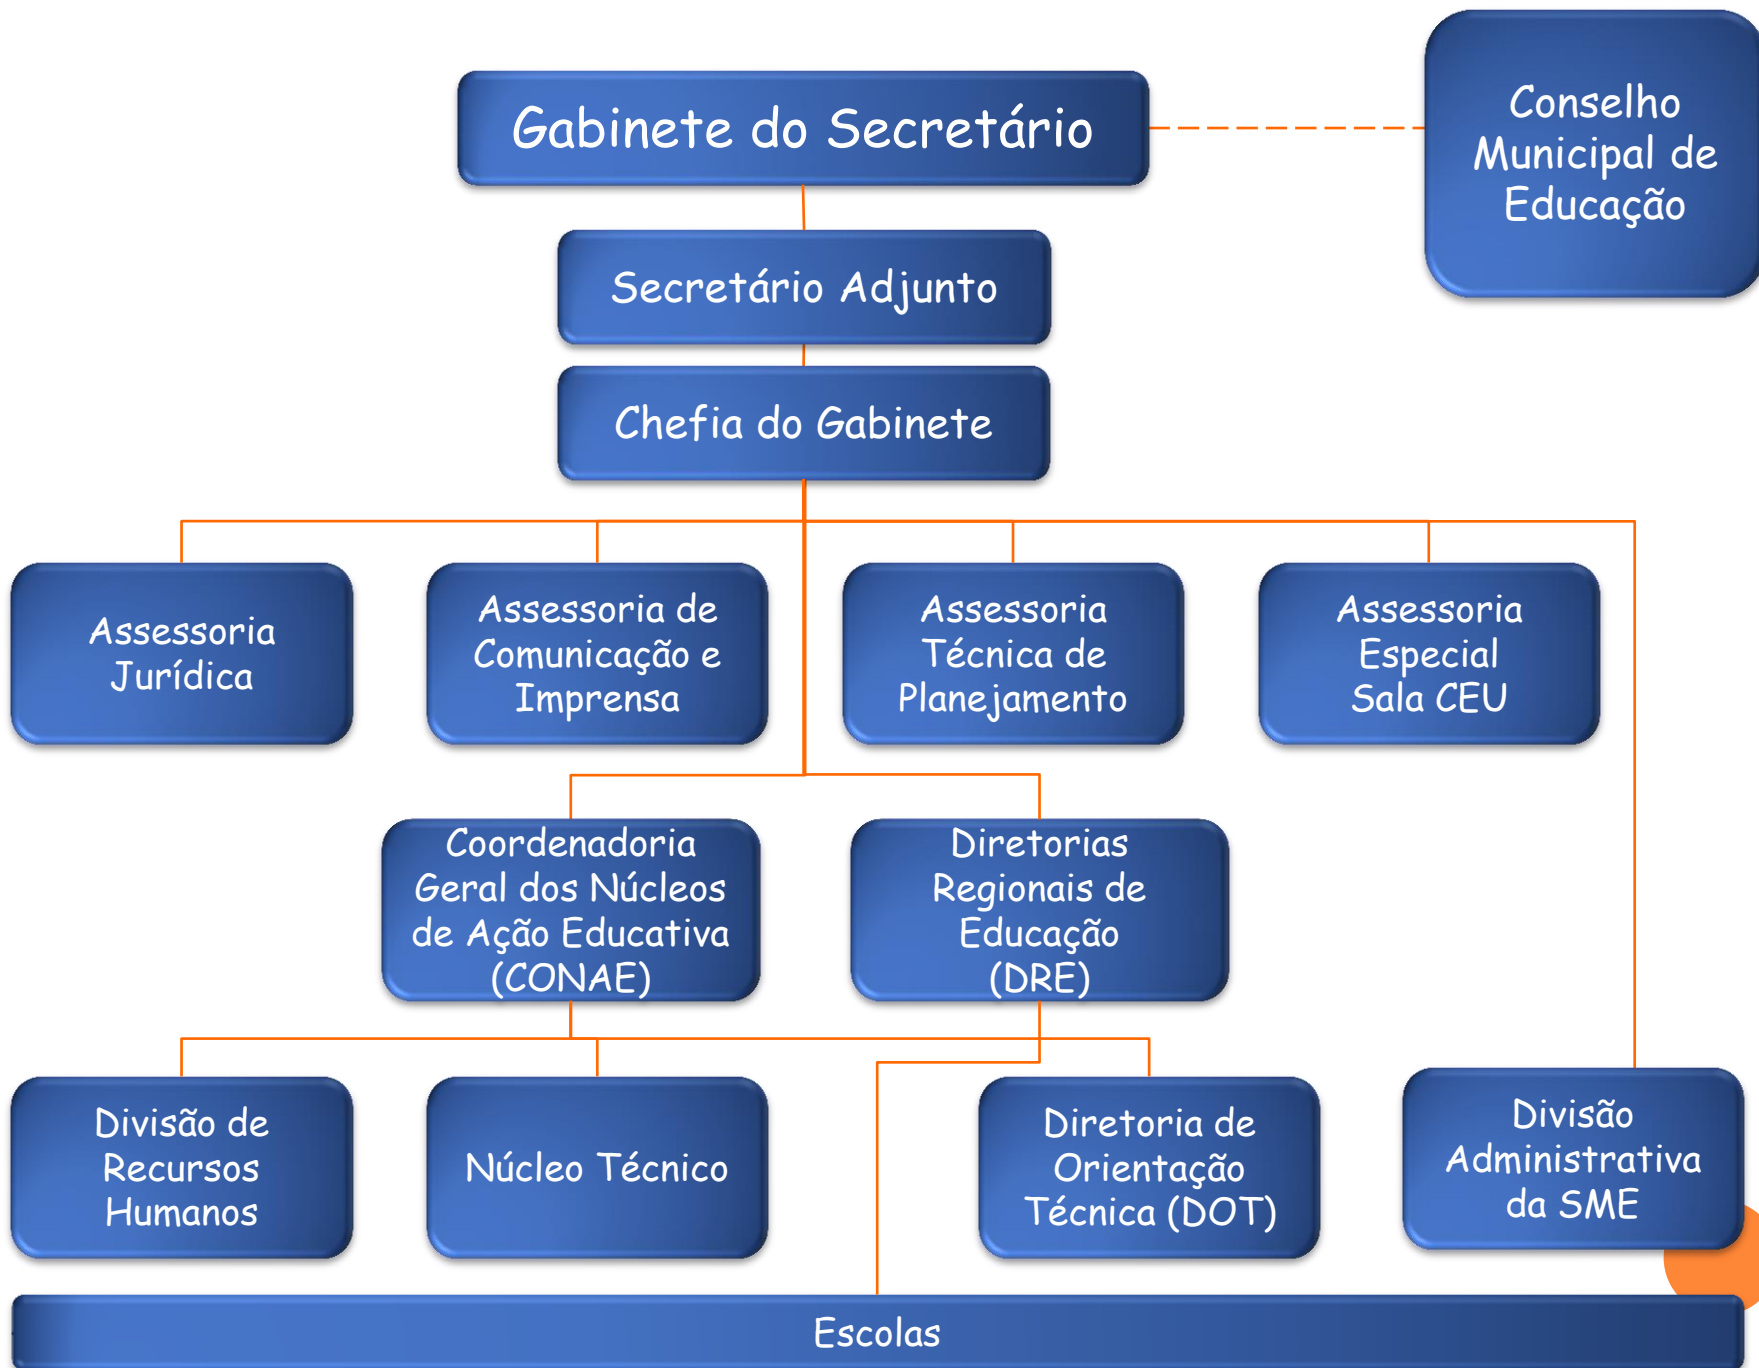 Gabinete do Secretário
Conselho
Municipal de
Educação
Secretário Adjunto
Chefia do Gabinete
Assessoria
Jurídica
Assessoria de
Comunicação e
Imprensa
Assessoria
Técnica de
Planejamento
Assessoria
Especial
Sala CEU
Coordenadoria
Geral dos Núcleos
de Ação Educativa
(CONAE)
Diretorias
Regionais de
Educação
(DRE)
Divisão de
Recursos
Humanos
Núcleo Técnico
Diretoria de
Orientação
Técnica (DOT)
Divisão
Administrativa
da SME
Escolas